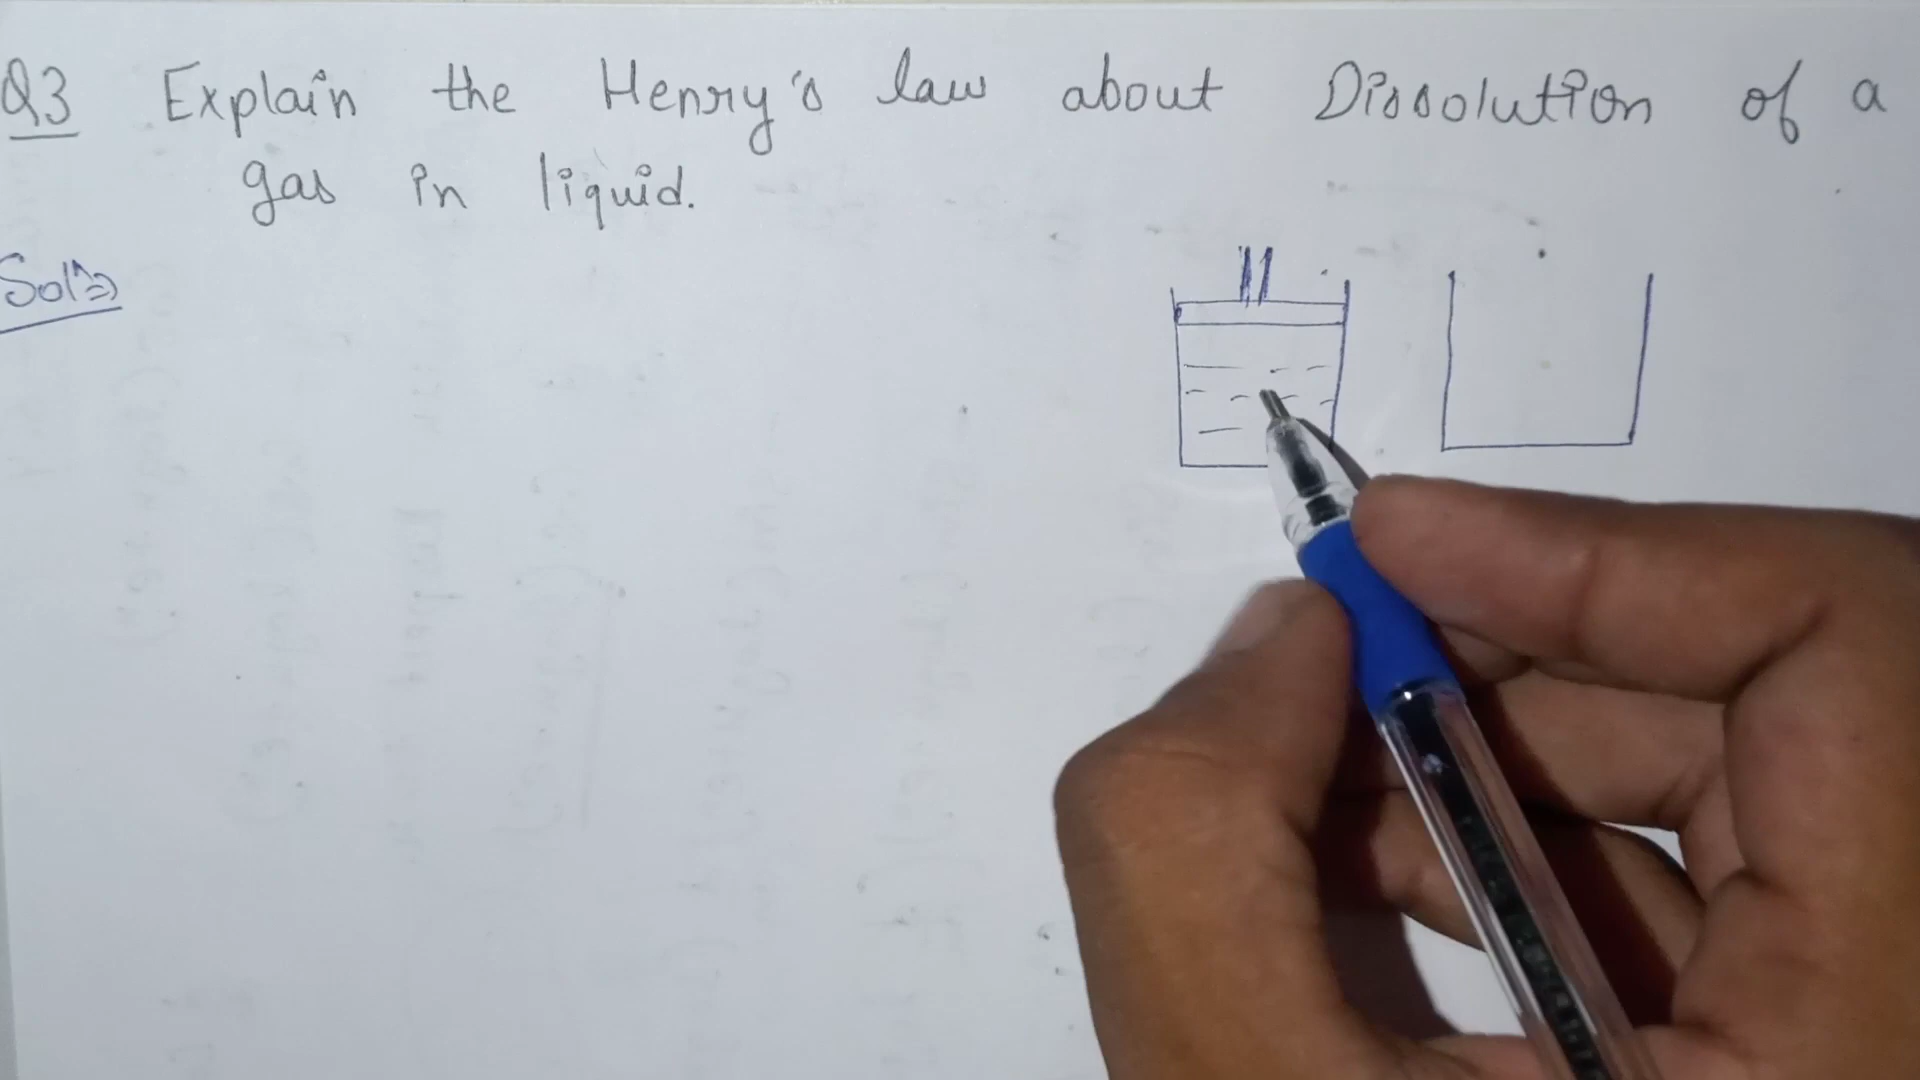 Q3 Explain the Henry's law about Dissolution of a
gas in liquid.
Sol^n